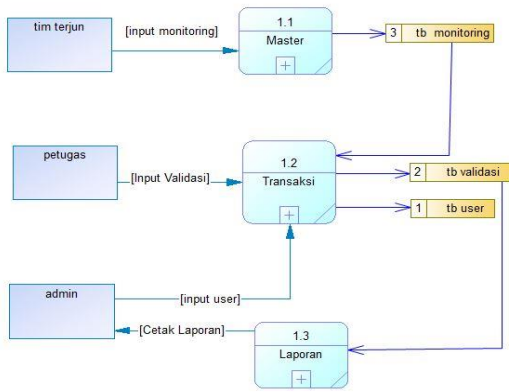 tim terjun
[input monitoring]
1.1
Master
3 tb monitoring
petugas
[Input Validasi]
1.2
Transaksi
2 tb validasi
1 tb user
admin
[input user]
[Cetak Laporan]
1.3
Laporan